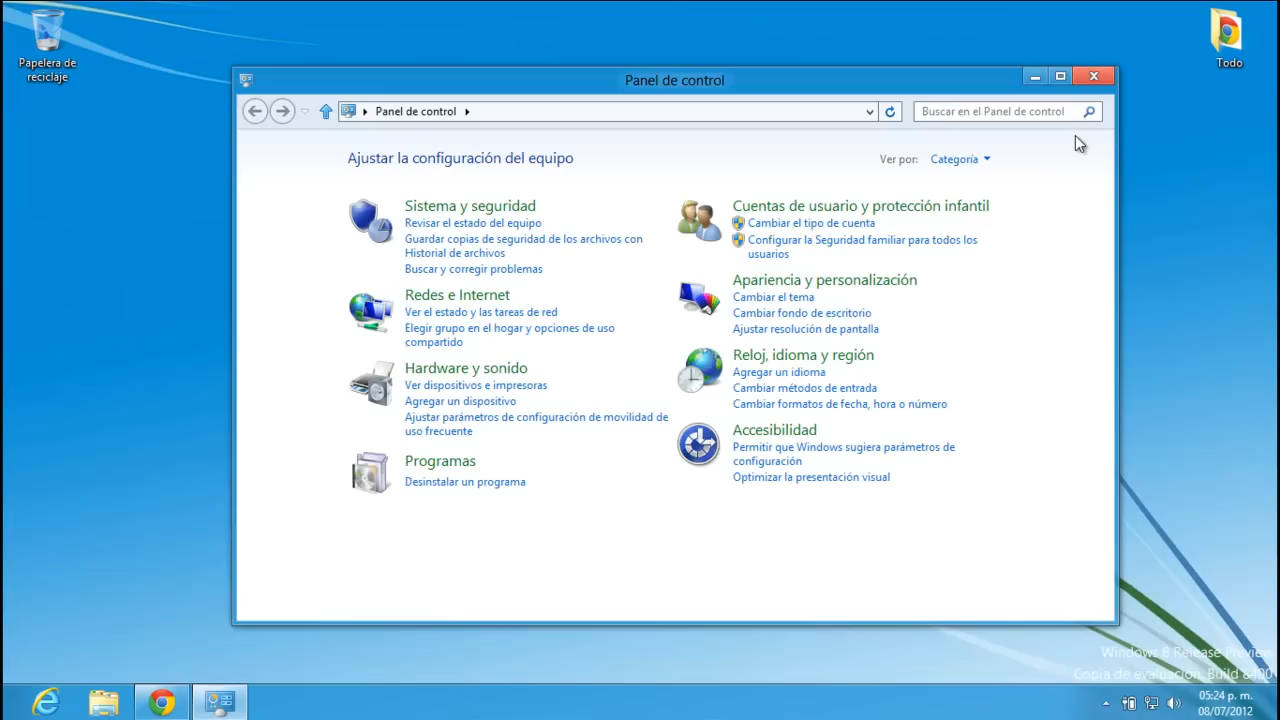 Papelera de
reciclaje
Todo
Panel de control
Panel de control
Buscar en el Panel de control
Ajustar la configuración del equipo
Ver por: Categoría
Sistema y seguridad
Revisar el estado del equipo
Guardar copias de seguridad de los archivos con
Historial de archivos
Buscar y corregir problemas
Redes e Internet
Ver el estado y las tareas de red
Elegir grupo en el hogar y opciones de uso
compartido
Hardware y sonido
Ver dispositivos e impresoras
Agregar un dispositivo
Ajustar parámetros de configuración de movilidad de
uso frecuente
Programas
Desinstalar un programa
Cuentas de usuario y protección infantil
Cambiar el tipo de cuenta
Configurar la Seguridad familiar para todos los
usuarios
Apariencia y personalización
Cambiar el tema
Cambiar fondo de escritorio
Ajustar resolución de pantalla
Reloj, idioma y región
Agregar un idioma
Cambiar métodos de entrada
Cambiar formatos de fecha, hora o número
Accesibilidad
Permitir que Windows sugiera parámetros de
configuración
Optimizar la presentación visual
Windows 8 Release Preview
Copia de evaluación. Build 8400
05:24 p. m.
08/07/2012